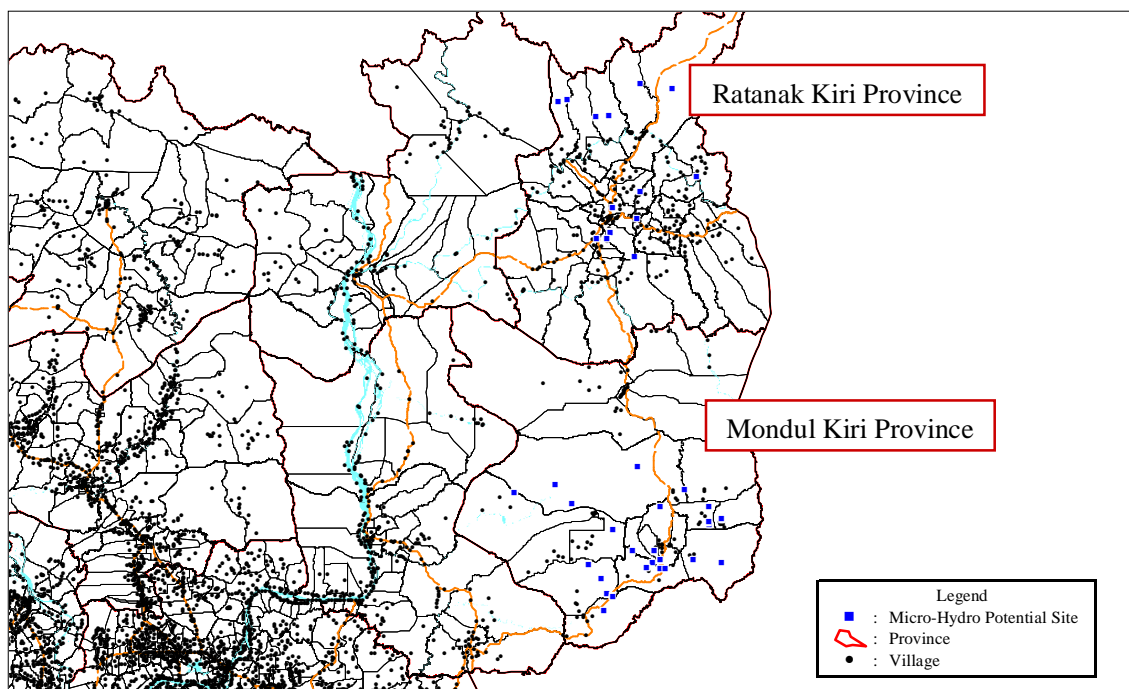 Ratanak Kiri Province
Mondul Kiri Province
Legend
: Micro-Hydro Potential Site
: Province
: Village